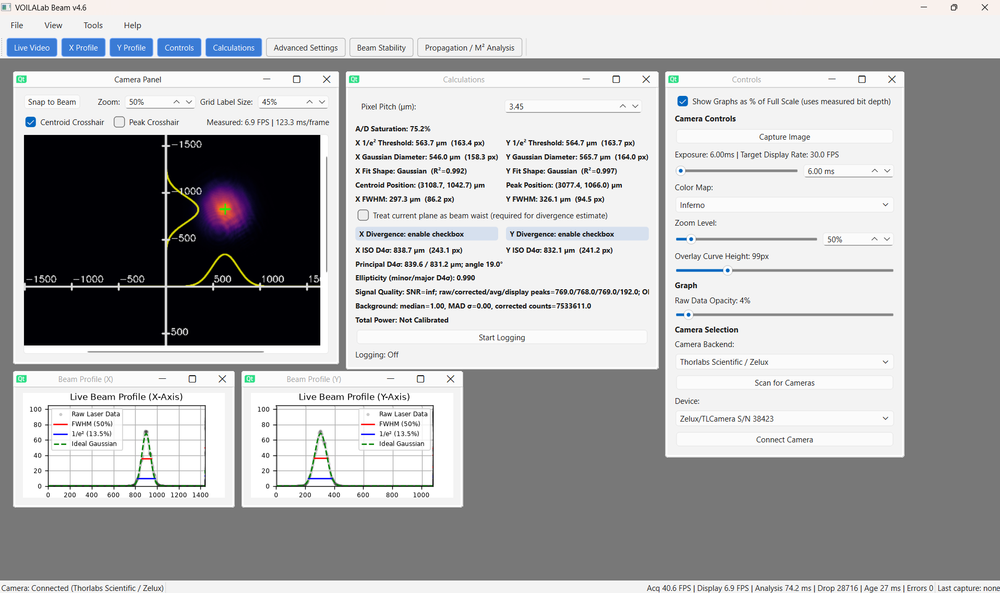 VOILALab Beam v4.6
File View Tools Help
Live Video X Profile Y Profile Controls Calculations Advanced Settings Beam Stability Propagation / M² Analysis
Qt Camera Panel
Snap to Beam Zoom: 50% Grid Label Size: 45%
Centroid Crosshair Peak Crosshair Measured: 6.9 FPS | 123.3 ms/frame
−1500
−1000
−500
−1500 −1000 −500 500 1000 15
500
Qt Calculations
Pixel Pitch (μm): 3.45
A/D Saturation: 75.2%
X 1/e² Threshold: 563.7 μm (163.4 px) Y 1/e² Threshold: 564.7 μm (163.7 px)
X Gaussian Diameter: 546.0 μm (158.3 px) Y Gaussian Diameter: 565.7 μm (164.0 px)
X Fit Shape: Gaussian (R²=0.992) Y Fit Shape: Gaussian (R²=0.997)
Centroid Position: (3108.7, 1042.7) μm Peak Position: (3077.4, 1066.0) μm
X FWHM: 297.3 μm (86.2 px) Y FWHM: 326.1 μm (94.5 px)
Treat current plane as beam waist (required for divergence estimate)
X Divergence: enable checkbox Y Divergence: enable checkbox
X ISO D4σ: 838.7 μm (243.1 px) Y ISO D4σ: 832.1 μm (241.2 px)
Principal D4σ: 839.6 / 831.2 μm; angle 19.0°
Ellipticity (minor/major D4σ): 0.990
Signal Quality: SNR=inf; raw/corrected/avg/display peaks=769.0/768.0/769.0/192.0;
Background: median=1.00, MAD σ=0.00, corrected counts=7533611.0
Total Power: Not Calibrated
Start Logging
Logging: Off
Qt Controls
Show Graphs as % of Full Scale (uses measured bit depth)
Camera Controls
Capture Image
Exposure: 6.00ms | Target Display Rate: 30.0 FPS
6.00 ms
Color Map:
Inferno
Zoom Level:
50%
Overlay Curve Height: 99px
Graph
Raw Data Opacity: 4%
Camera Selection
Camera Backend:
Thorlabs Scientific / Zelux
Scan for Cameras
Device:
Zelux/TLCamera S/N 38423
Connect Camera
Qt Beam Profile (X)
Live Beam Profile (X-Axis)
100
80
60
40
20
0
Raw Laser Data
FWHM (50%)
1/e² (13.5%)
Ideal Gaussian
0 200 400 600 800 1000 1200 1400
Qt Beam Profile (Y)
Live Beam Profile (Y-Axis)
100
80
60
40
20
0
Raw Laser Data
FWHM (50%)
1/e² (13.5%)
Ideal Gaussian
0 200 400 600 800 1000
Camera: Connected (Thorlabs Scientific / Zelux) Acq 40.6 FPS | Display 6.9 FPS | Analysis 74.2 ms | Drop 28716 | Age 27 ms | Errors 0 Last capture: none